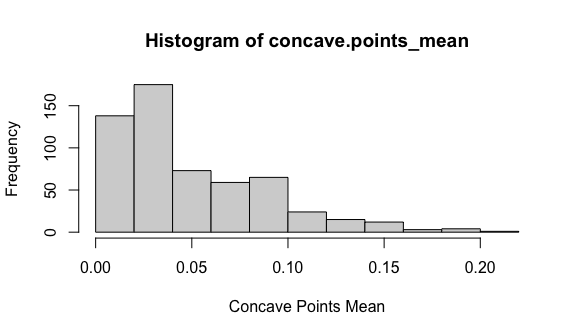 Histogram of concave.points_mean
Frequency
150
100
50
0
0.00 0.05 0.10 0.15 0.20
Concave Points Mean